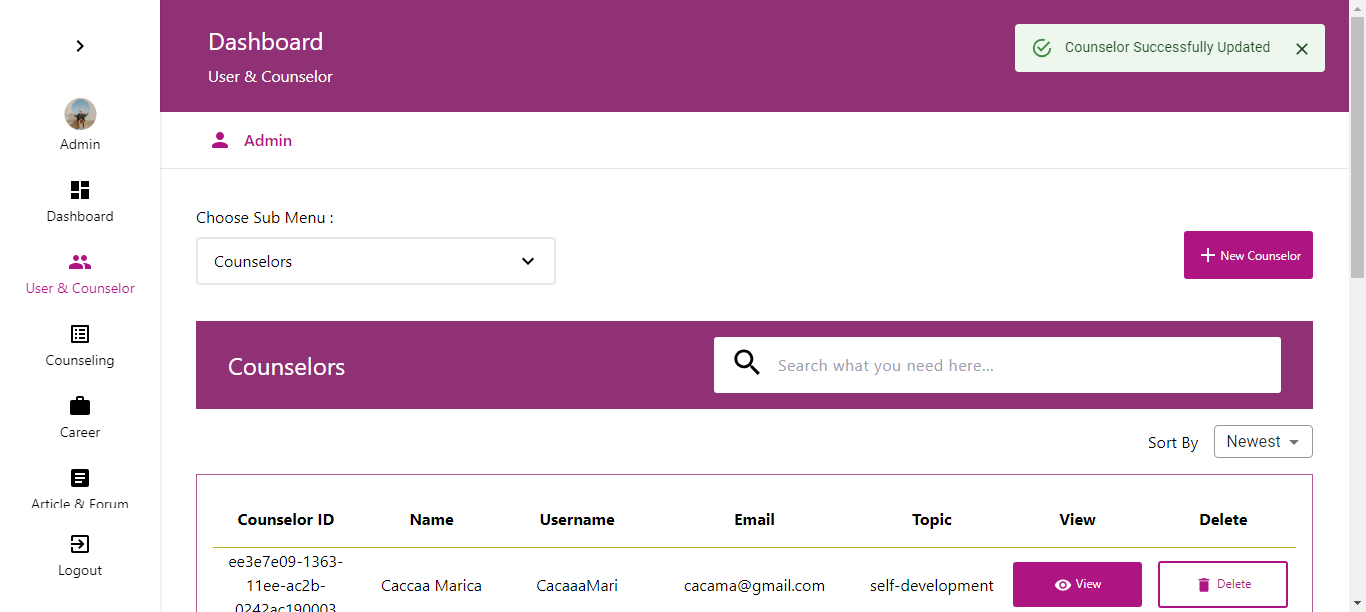 Dashboard
User & Counselor
Counselor Successfully Updated
Admin
Admin
Dashboard
User & Counselor
Counseling
Career
Article & Forum
Logout
Choose Sub Menu :
Counselors
New Counselor
Counselors
Search what you need here...
Sort By
Newest
Counselor ID Name Username Email Topic View Delete
ee3e7e09-1363-
11ee-ac2b-
0242ac190003
Caccaa Marica CacaaaMari cacama@gmail.com self-development View Delete